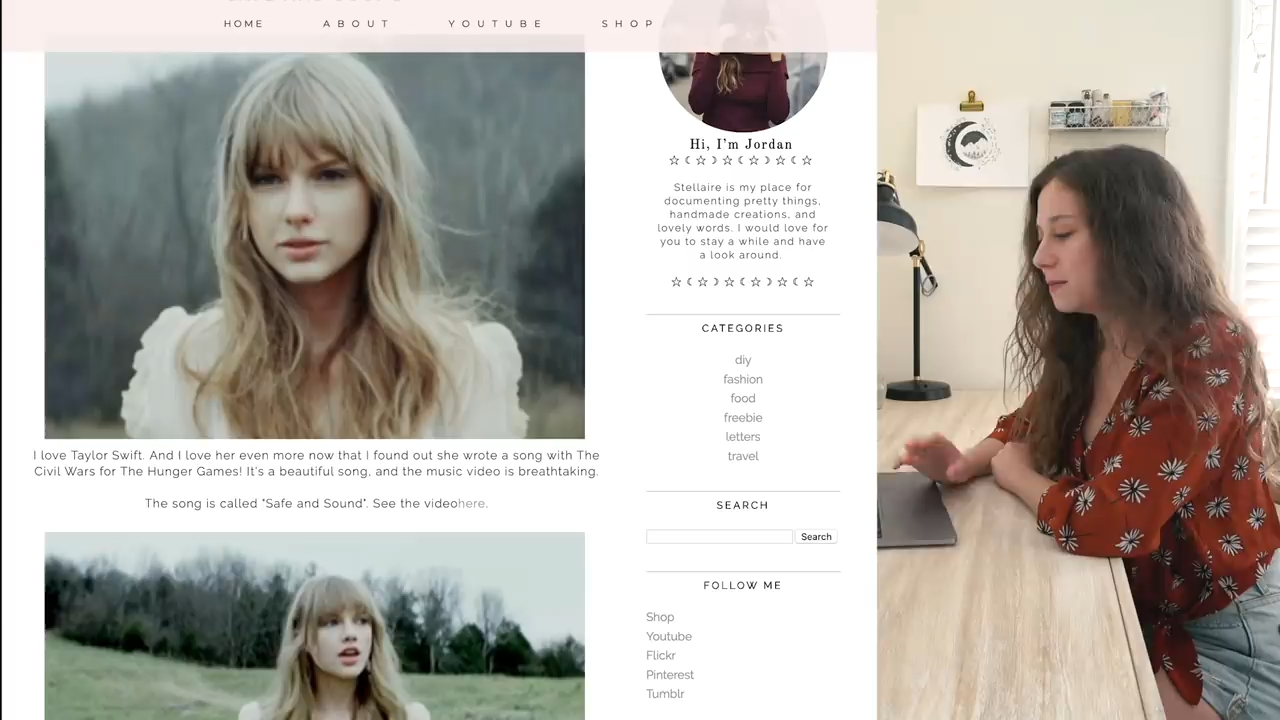 HOME ABOUT YOUTUBE SHOP
I love Taylor Swift. And I love her even more now that I found out she wrote a song with The
Civil Wars for The Hunger Games! It's a beautiful song, and the music video is breathtaking.
The song is called "Safe and Sound". See the videohere.
Hi, I'm Jordan
☆☾✩☽☆☾✩☽☆☾☆
Stellaire is my place for
documenting pretty things,
handmade creations, and
lovely words. I would love for
you to stay a while and have
a look around.
☆☾✩☽☆☾✩☽☆☾☆
CATEGORIES
diy
fashion
food
freebie
letters
travel
SEARCH
Search
FOLLOW ME
Shop
Youtube
Flickr
Pinterest
Tumblr